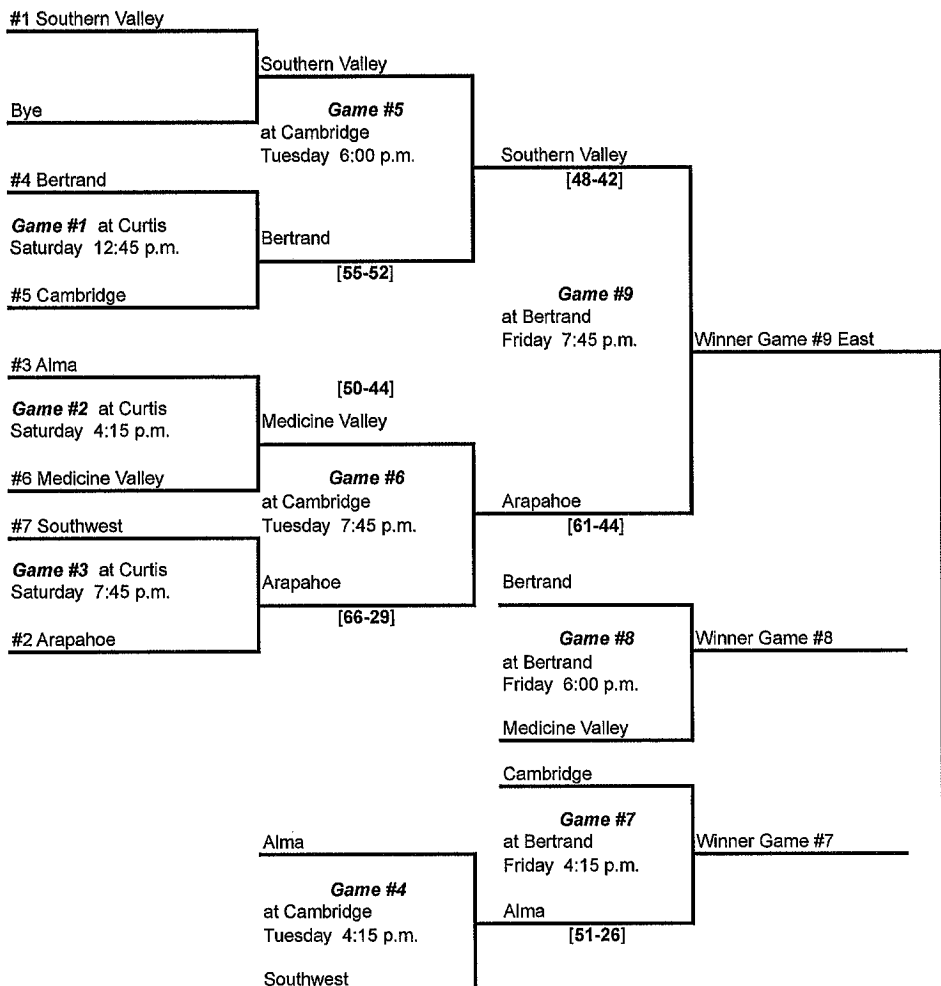 #1 Southern Valley
Southern Valley
Bye
Game #5
at Cambridge
Tuesday 6:00 p.m.
Southern Valley
[48-42]
#4 Bertrand
Game #1 at Curtis
Saturday 12:45 p.m.
Bertrand
[55-52]
#5 Cambridge
Game #9
at Bertrand
Friday 7:45 p.m.
Winner Game #9 East
#3 Alma
[50-44]
Game #2 at Curtis
Saturday 4:15 p.m.
Medicine Valley
#6 Medicine Valley
Game #6
at Cambridge
Tuesday 7:45 p.m.
Arapahoe
[61-44]
#7 Southwest
Game #3 at Curtis
Saturday 7:45 p.m.
Arapahoe
[66-29]
#2 Arapahoe
Bertrand
Game #8
at Bertrand
Friday 6:00 p.m.
Winner Game #8
Medicine Valley
Cambridge
Game #7
at Bertrand
Friday 4:15 p.m.
Winner Game #7
Alma
Game #4
at Cambridge
Tuesday 4:15 p.m.
Alma
[51-26]
Southwest